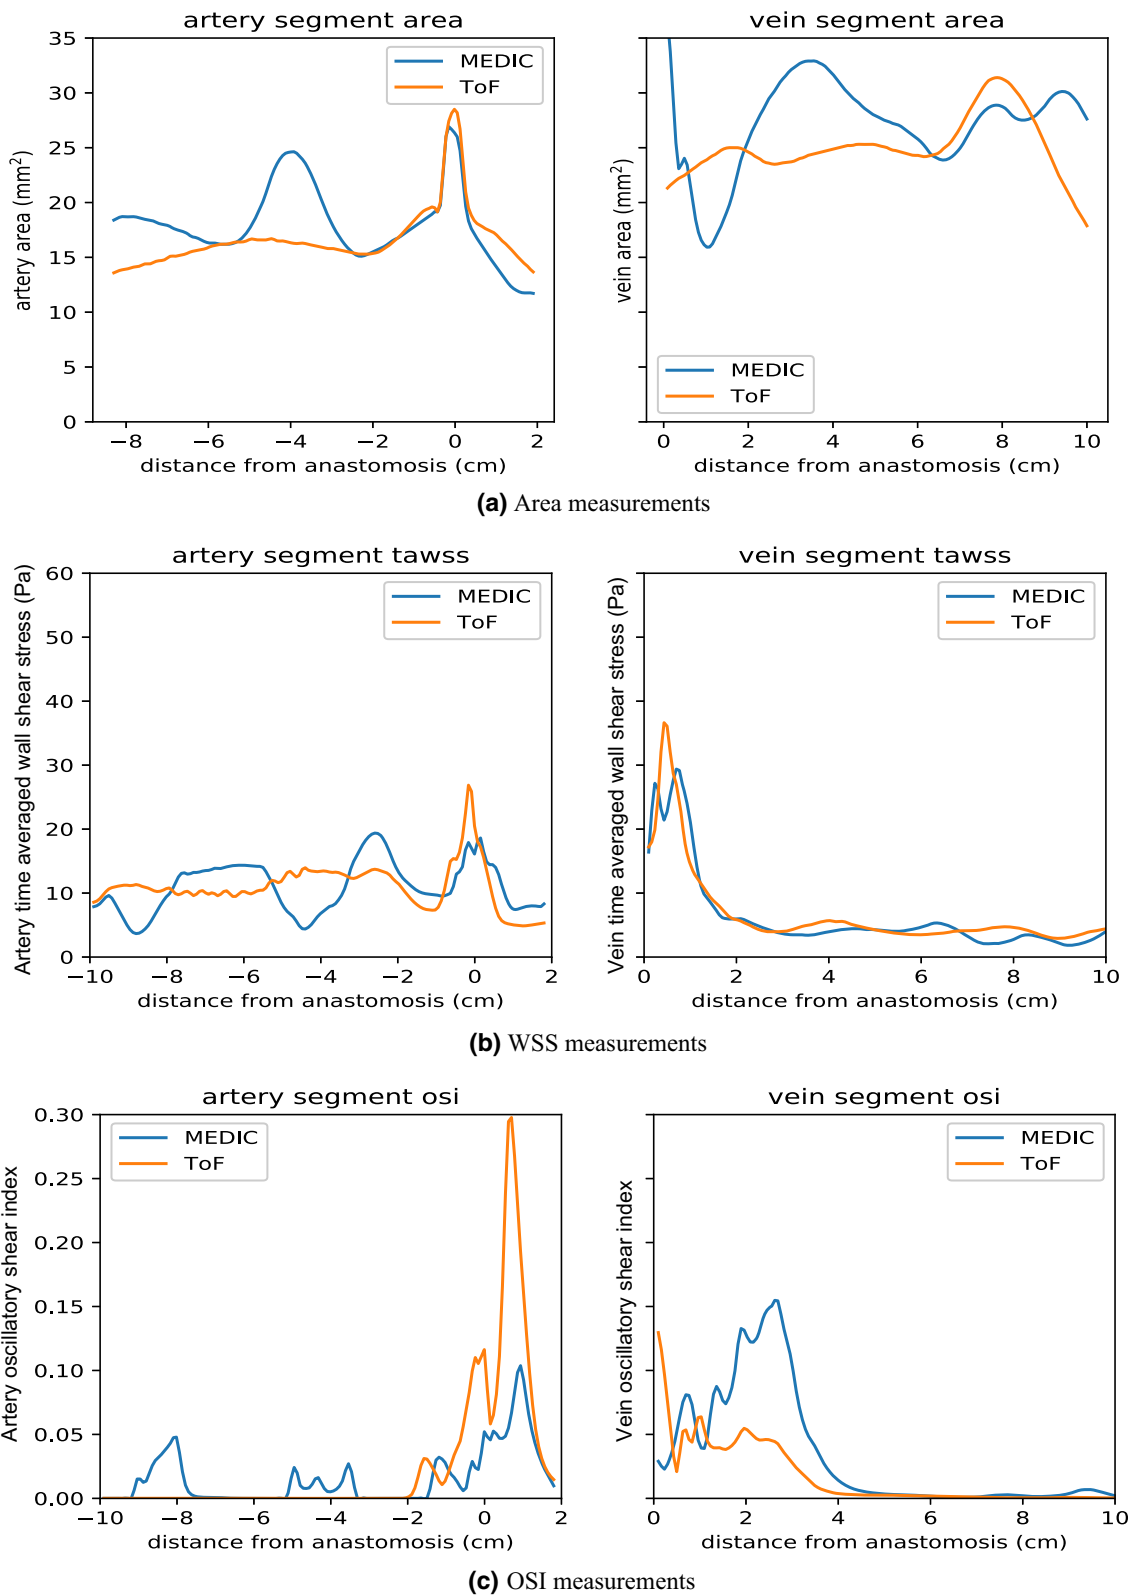 artery segment area
vein segment area
35
30
25
20
15
10
5
0
artery area (mm²)
MEDIC
ToF
−8 −6 −4 −2 0 2
distance from anastomosis (cm)
vein area (mm²)
MEDIC
ToF
0 2 4 6 8 10
distance from anastomosis (cm)
(a) Area measurements
artery segment tawss
vein segment tawss
60
50
40
30
20
10
0
Artery time averaged wall shear stress (Pa)
MEDIC
ToF
−10 −8 −6 −4 −2 0 2
distance from anastomosis (cm)
Vein time averaged wall shear stress (Pa)
MEDIC
ToF
0 2 4 6 8 10
distance from anastomosis (cm)
(b) WSS measurements
artery segment osi
vein segment osi
0.30
0.25
0.20
0.15
0.10
0.05
0.00
Artery oscillatory shear index
MEDIC
ToF
−10 −8 −6 −4 −2 0 2
distance from anastomosis (cm)
Vein oscillatory shear index
MEDIC
ToF
0 2 4 6 8 10
distance from anastomosis (cm)
(c) OSI measurements